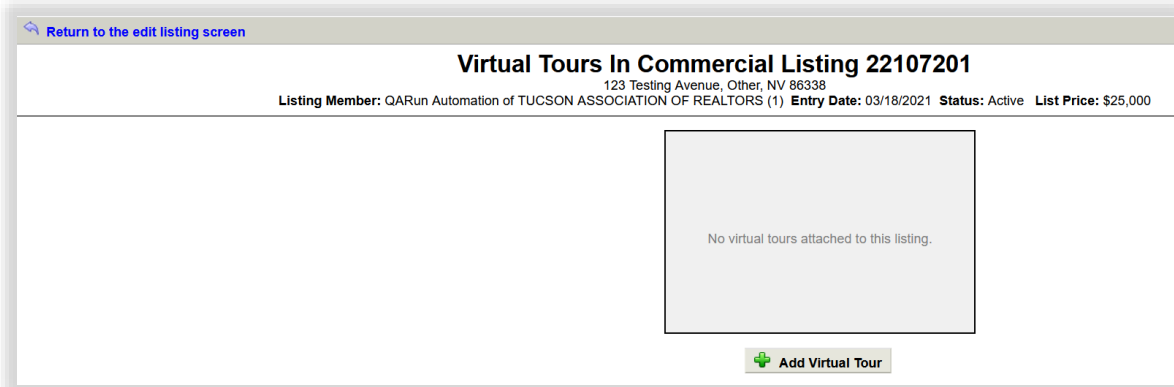 Return to the edit listing screen
Virtual Tours In Commercial Listing 22107201
123 Testing Avenue, Other, NV 86338
Listing Member: QARun Automation of TUCSON ASSOCIATION OF REALTORS (1) Entry Date: 03/18/2021 Status: Active List Price: $25,000
No virtual tours attached to this listing.
Add Virtual Tour